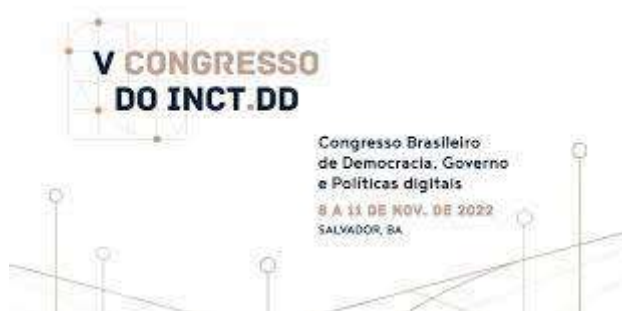 V CONGRESSO
DO INCT.DD
Congresso Brasileiro
de Democracia, Governo
e Políticas digitais
8 A 11 DE NOV. DE 2022
SALVADOR, BA